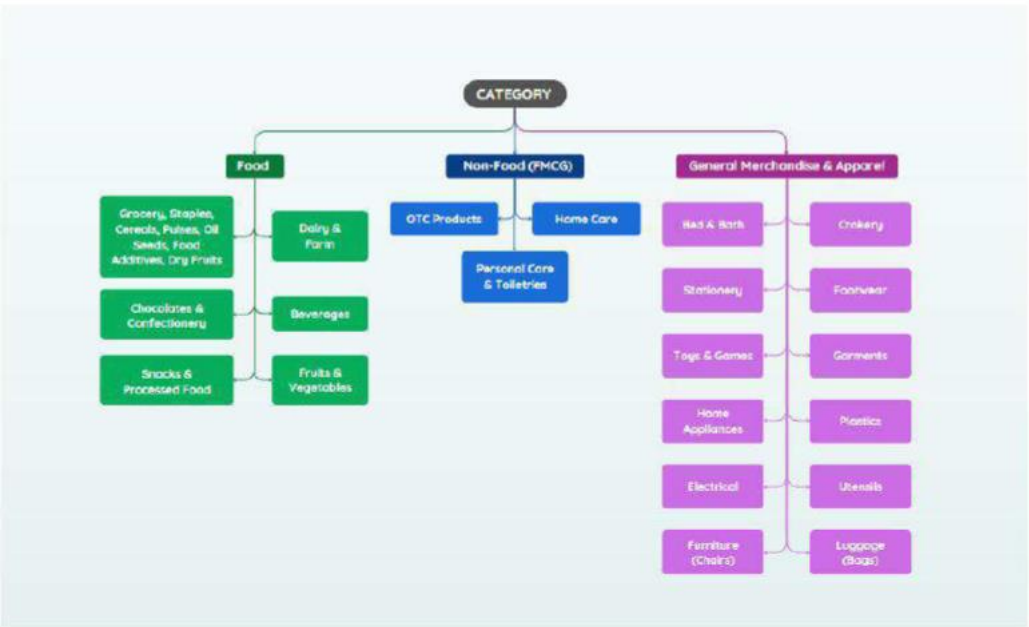 CATEGORY
Food
Non-Food (FMCG)
General Merchandise & Apparel
Grocery, Staples,
Cereals, Pulses, Oil
Seeds, Food
Additives, Dry Fruits
Dairy &
Farm
Chocolates &
Confectionery
Beverages
Snacks &
Processed Food
Fruits &
Vegetables
OTC Products
Home Care
Personal Care
& Toiletries
Bed & Bath
Crokery
Stationery
Footwear
Toys & Games
Garments
Home
Appliances
Plastics
Electrical
Utensils
Furniture
(Chairs)
Luggage
(Bags)